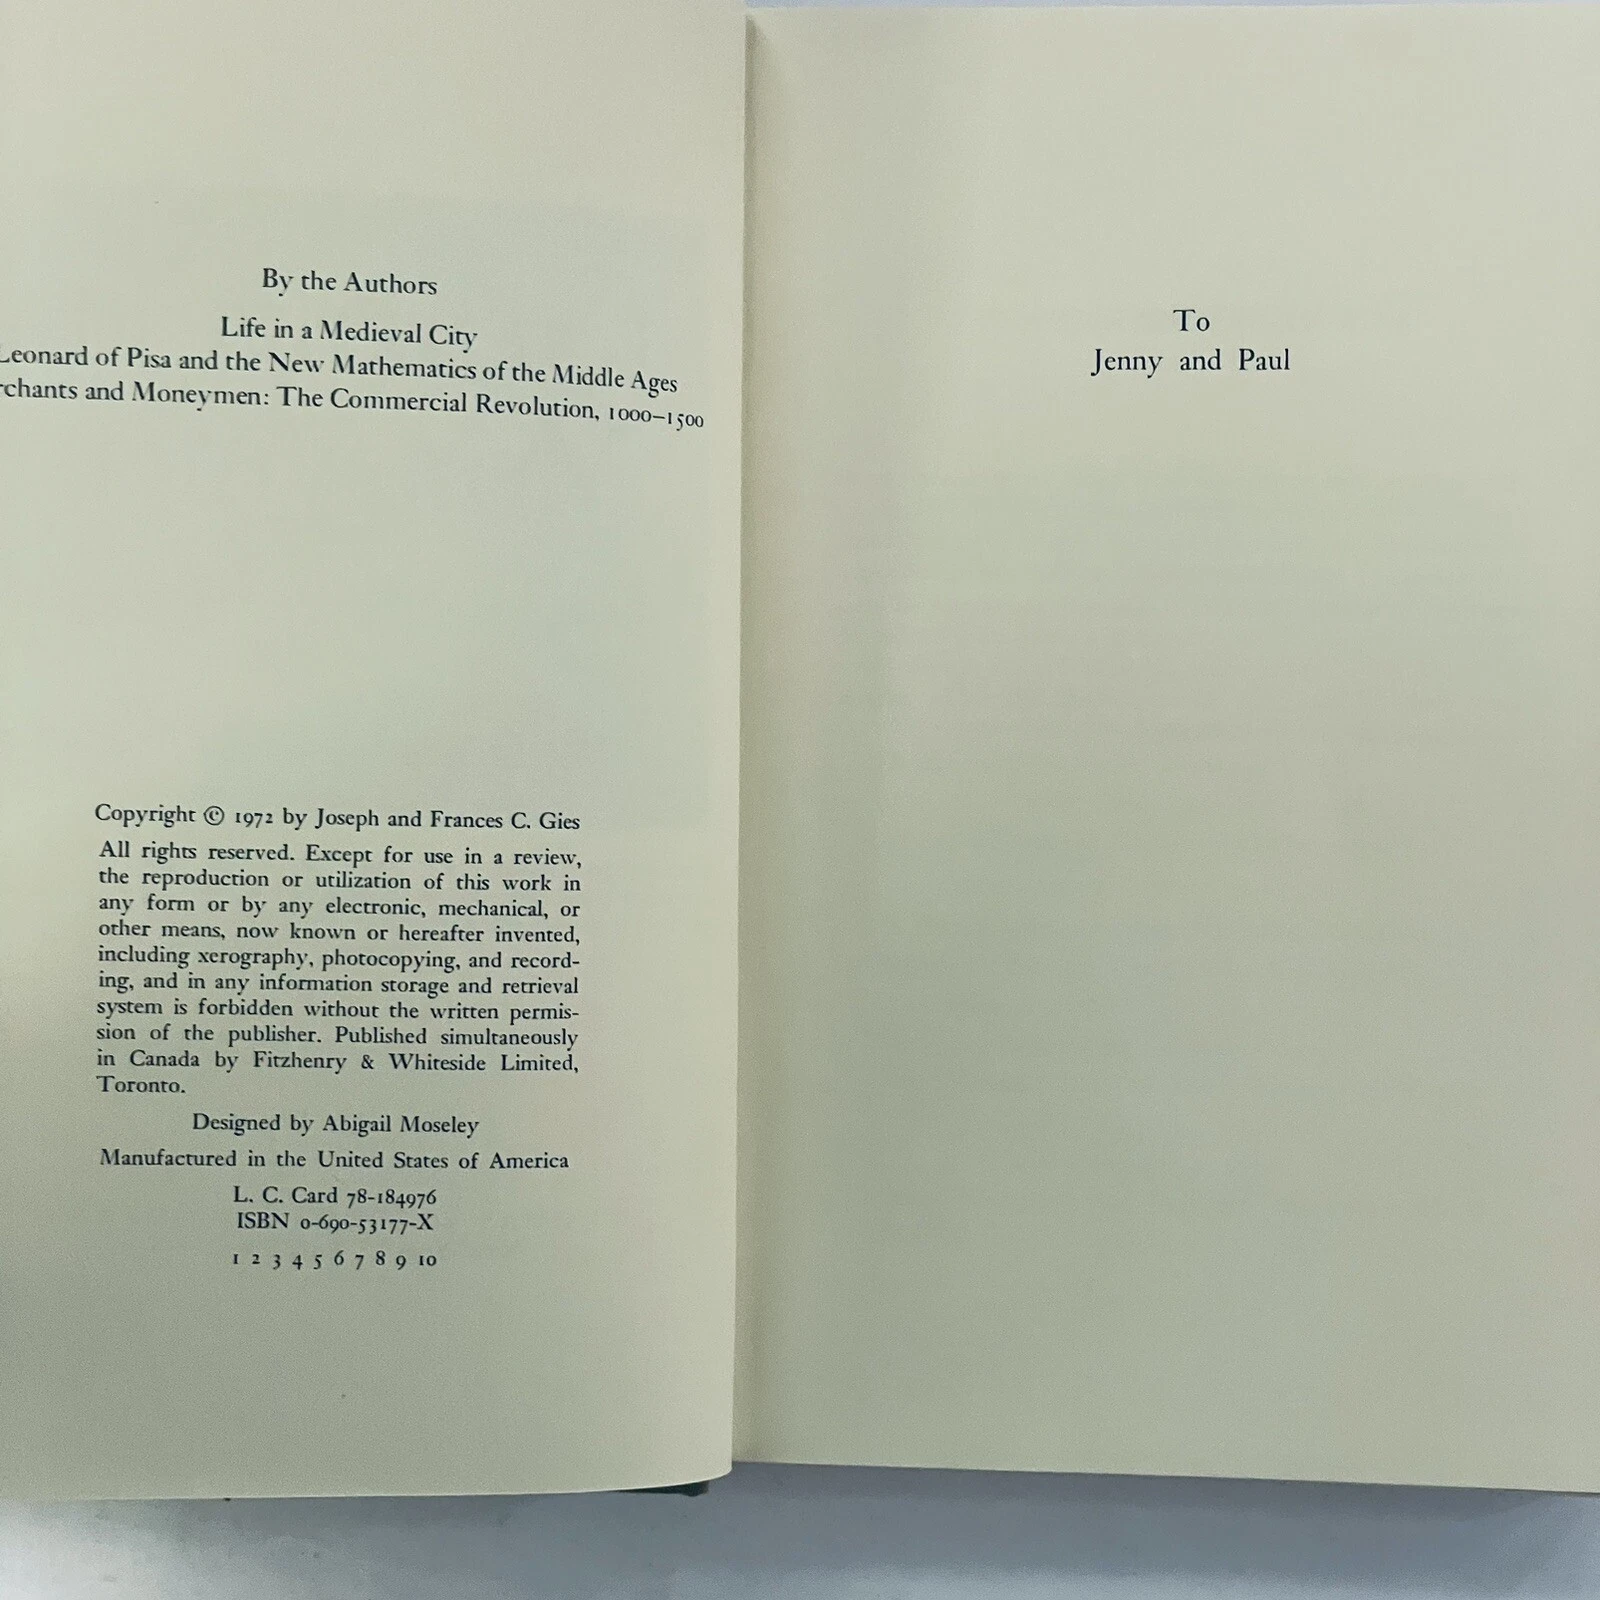 By the Authors
Life in a Medieval City
Leonard of Pisa and the New Mathematics of the Middle Ages
rchants and Moneymen: The Commercial Revolution, 1000–1500
Copyright © 1972 by Joseph and Frances C. Gies
All rights reserved. Except for use in a review,
the reproduction or utilization of this work in
any form or by any electronic, mechanical, or
other means, now known or hereafter invented,
including xerography, photocopying, and record-
ing, and in any information storage and retrieval
system is forbidden without the written permis-
sion of the publisher. Published simultaneously
in Canada by Fitzhenry & Whiteside Limited,
Toronto.
Designed by Abigail Moseley
Manufactured in the United States of America
L. C. Card 78-184976
ISBN 0-690-53177-X
1 2 3 4 5 6 7 8 9 10
To
Jenny and Paul